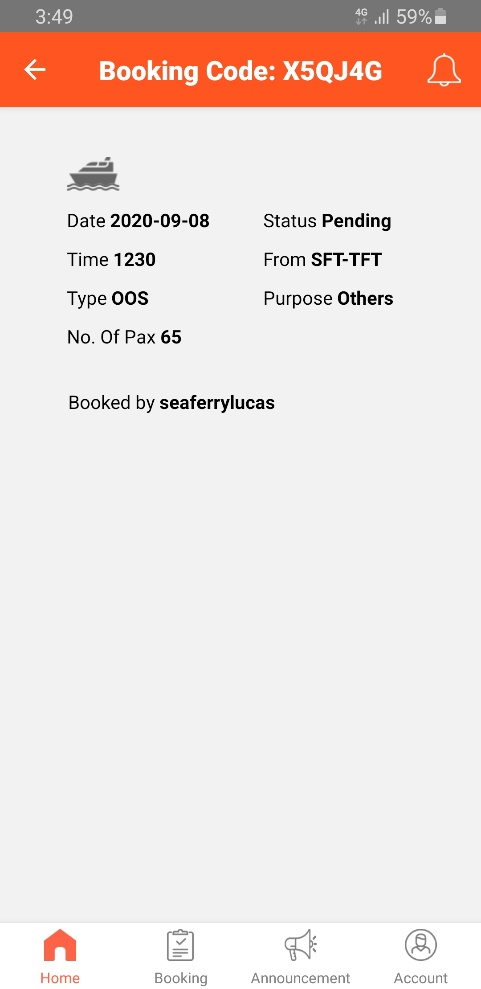 3:49 4G 59%
Booking Code: X5QJ4G
Date 2020-09-08 Status Pending
Time 1230 From SFT-TFT
Type OOS Purpose Others
No. Of Pax 65
Booked by seaferrylucas
Home Booking Announcement Account